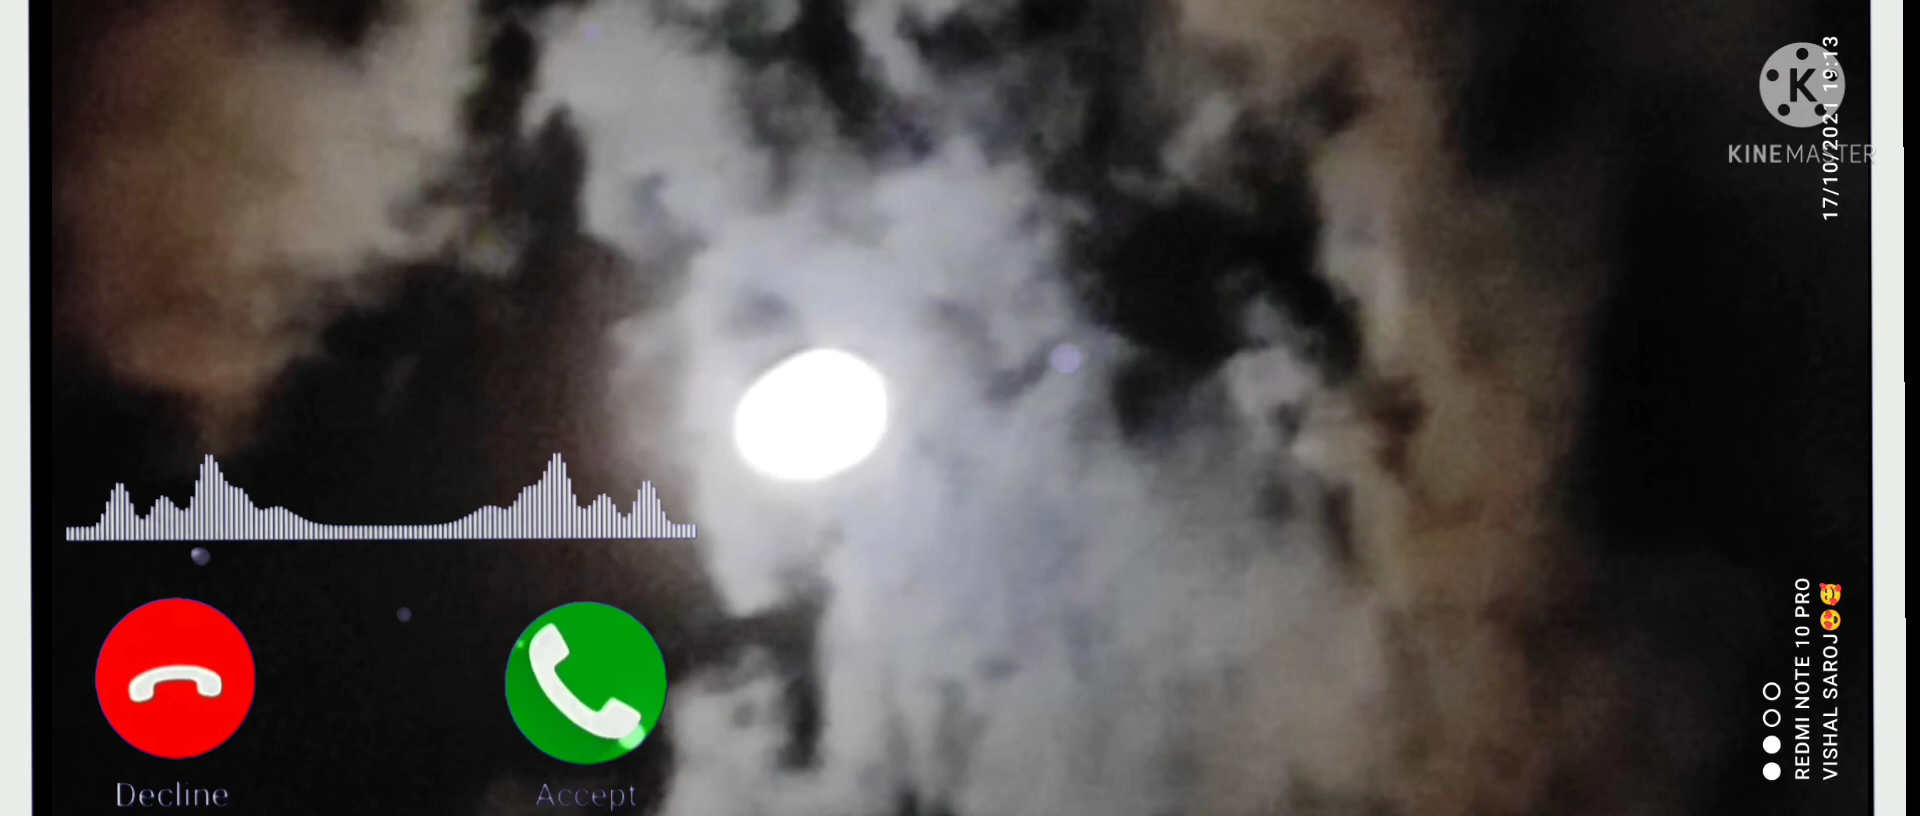 K
KINEMASTER
17/10/2021 19:13
REDMI NOTE 10 PRO
VISHAL SAROJ😍🥰
Decline
Accept